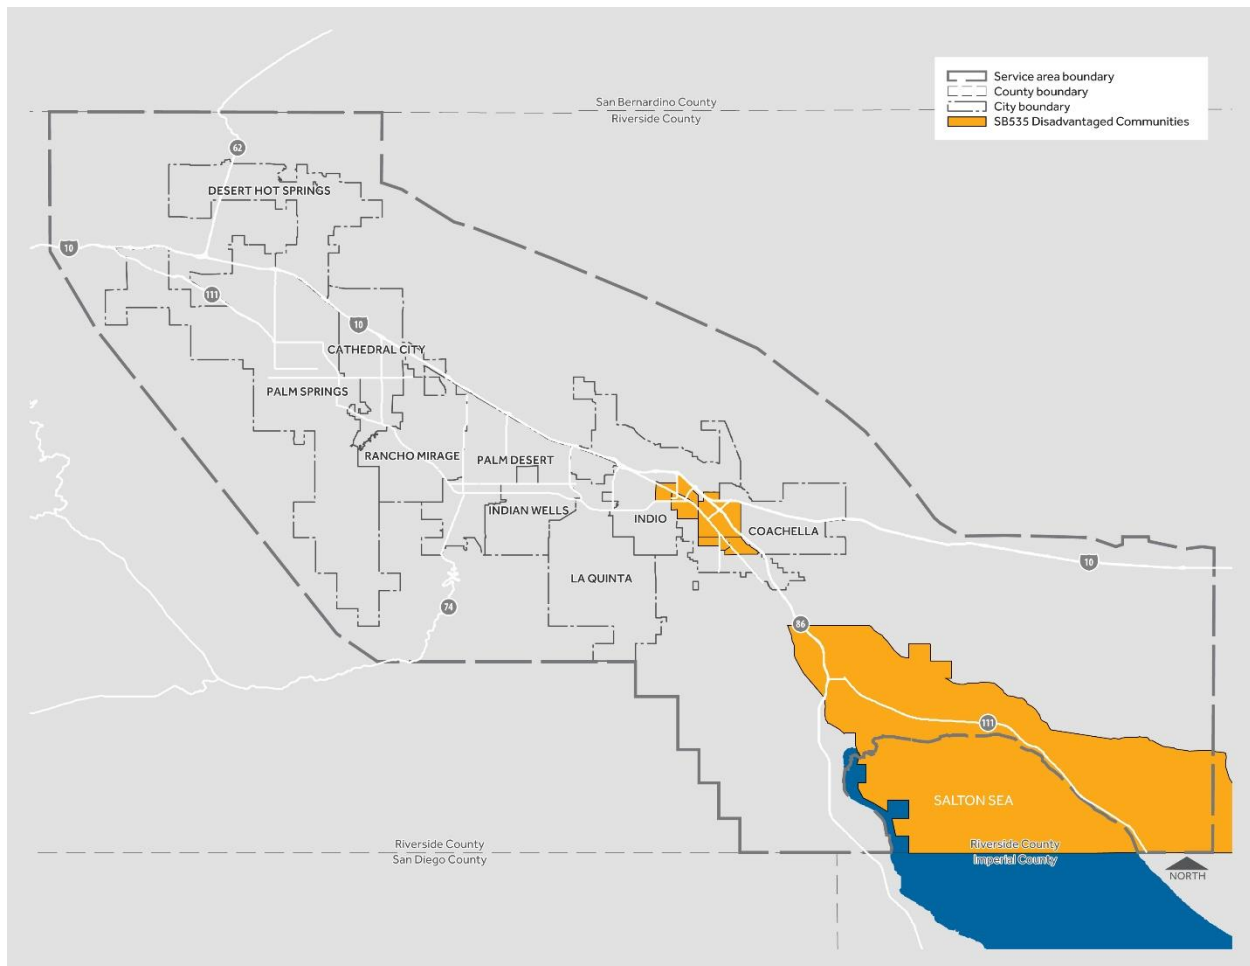 Service area boundary
County boundary
City boundary
SB535 Disadvantaged Communities
San Bernardino County
Riverside County
62
DESERT HOT SPRINGS
10
111
10
CATHEDRAL CITY
PALM SPRINGS
RANCHO MIRAGE
PALM DESERT
INDIAN WELLS
INDIO
COACHELLA
10
LA QUINTA
74
86
111
SALTON SEA
Riverside County
San Diego County
Riverside County
Imperial County
NORTH